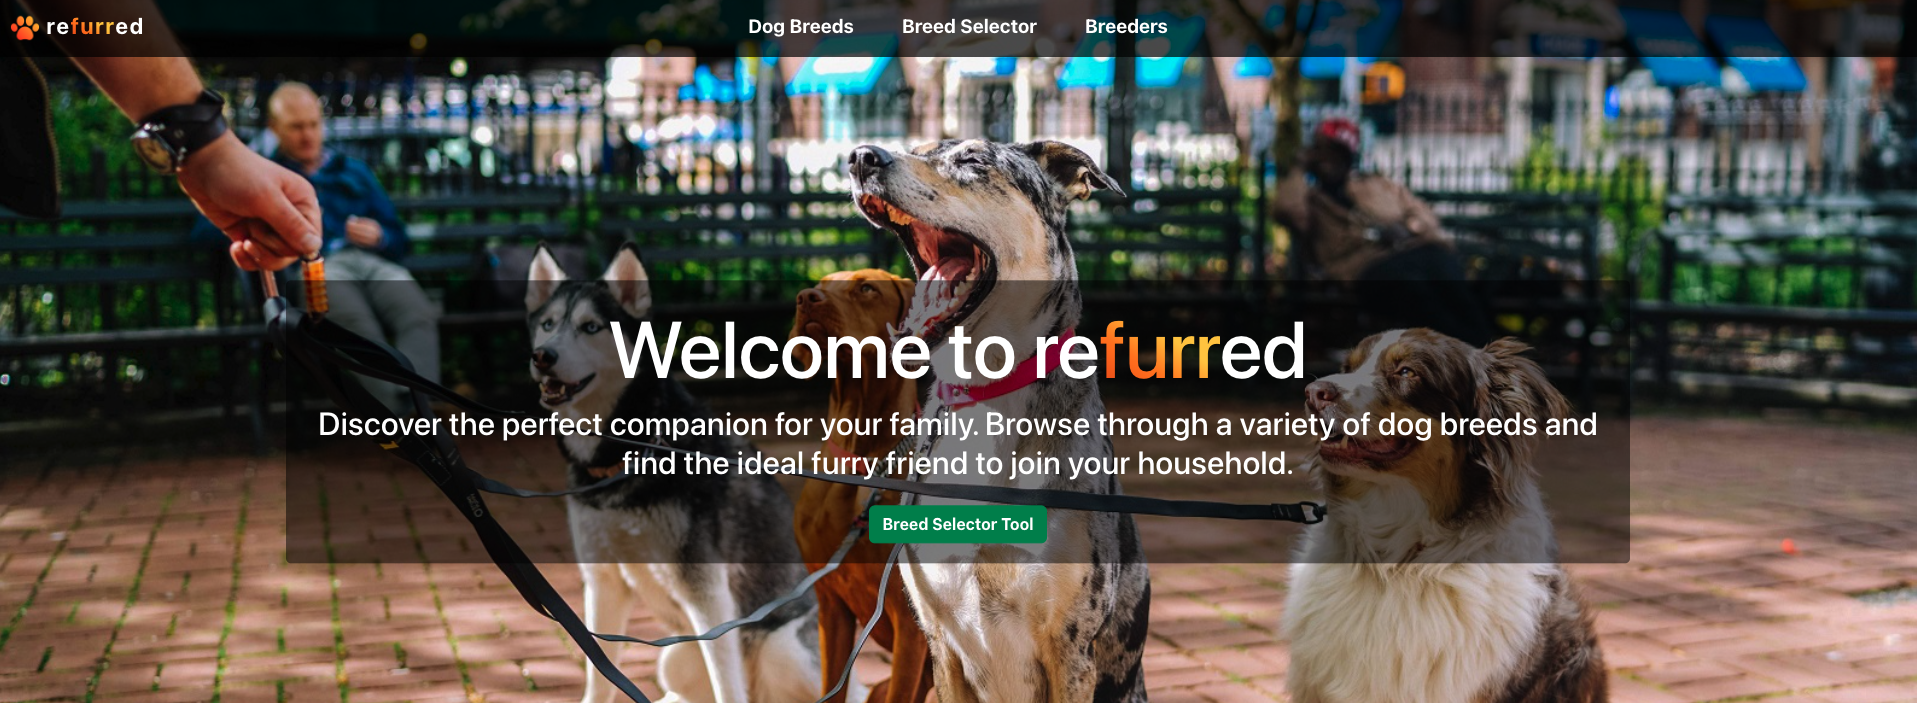 refurred
Dog Breeds
Breed Selector
Breeders
Welcome to refurred
Discover the perfect companion for your family. Browse through a variety of dog breeds and
find the ideal furry friend to join your household.
Breed Selector Tool